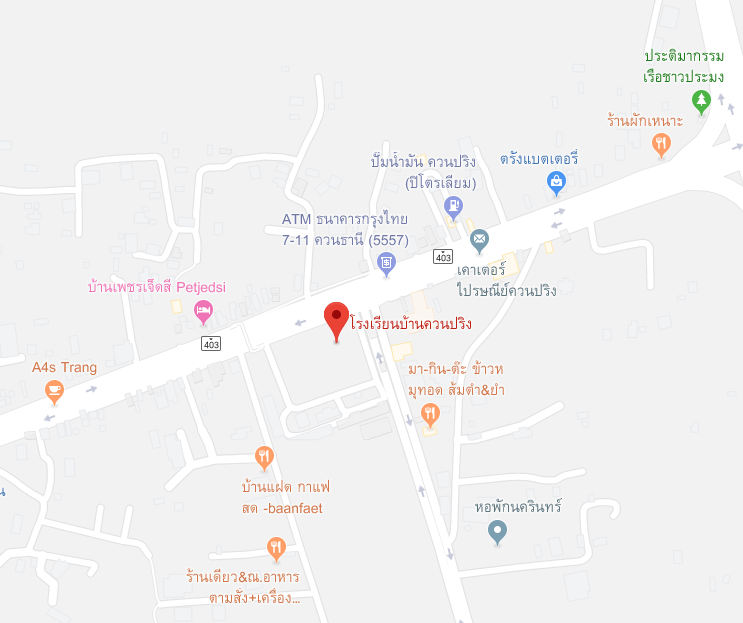 ประติมากรรม
เรือชาวประมง
ร้านผักเหนาะ
ตรังแบตเตอรี่
ปั๊มน้ำมัน ควนปริง
(ปิโตรเลียม)
ATM ธนาคารกรุงไทย
7-11 ควนธานี (5557)
403
เคาเตอร์
ไปรษณีย์ควนปริง
บ้านเพชรเจ็ดสี Petjedsi
โรงเรียนบ้านควนปริง
403
A4s Trang
มา-กิน-ต๊ะ ข้าวห
มูทอด ส้มตำ&ยำ
บ้านแฝด กาแฟ
สด -baanfaet
หอพักนครินทร์
ร้านเดียว&ณ.อาหาร
ตามสั่ง+เครื่อง...